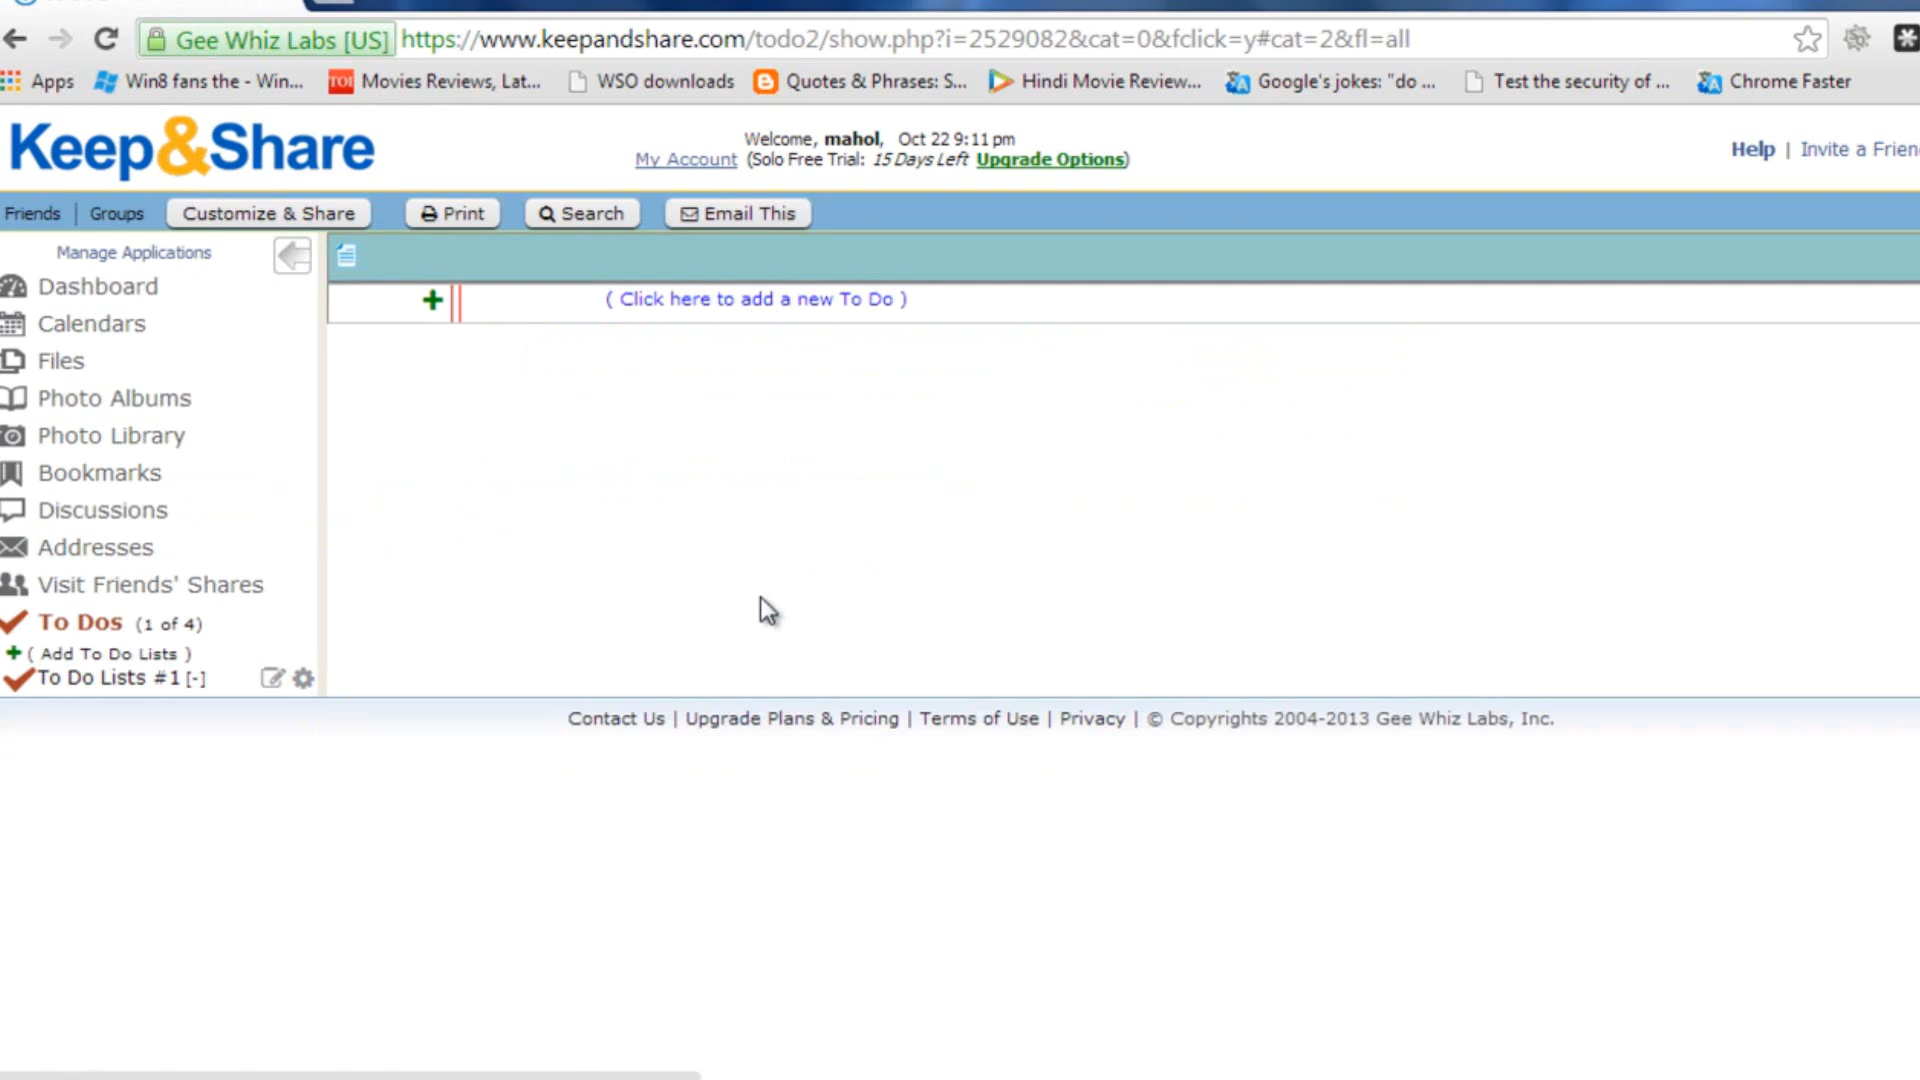 Gee Whiz Labs [US] https://www.keepandshare.com/todo2/show.php?i=2529082&cat=0&fclick=y#cat=2&fl=all
Apps Win8 fans the - Win... TOI Movies Reviews, Lat... WSO downloads Quotes & Phrases: S... Hindi Movie Review... Google's jokes: "do ... Test the security of ... Chrome Faster
Keep&Share
Welcome, mahol, Oct 22 9:11 pm
My Account (Solo Free Trial: 15 Days Left Upgrade Options)
Help | Invite a Frien
Friends | Groups Customize & Share Print Search Email This
Manage Applications
Dashboard
( Click here to add a new To Do )
Calendars
Files
Photo Albums
Photo Library
Bookmarks
Discussions
Addresses
Visit Friends' Shares
To Dos (1 of 4)
( Add To Do Lists )
To Do Lists #1 [-]
Contact Us | Upgrade Plans & Pricing | Terms of Use | Privacy | © Copyrights 2004-2013 Gee Whiz Labs, Inc.